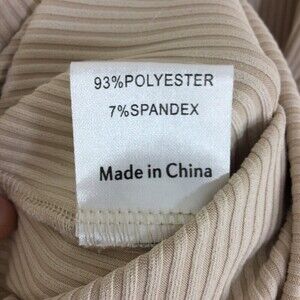 93%POLYESTER
7%SPANDEX
Made in China